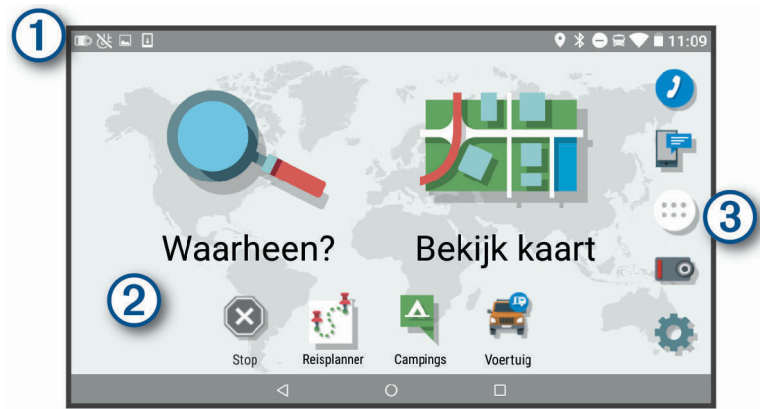 1
11:09
Waarheen?
Bekijk kaart
3
2
Stop
Reisplanner
Campings
Voertuig